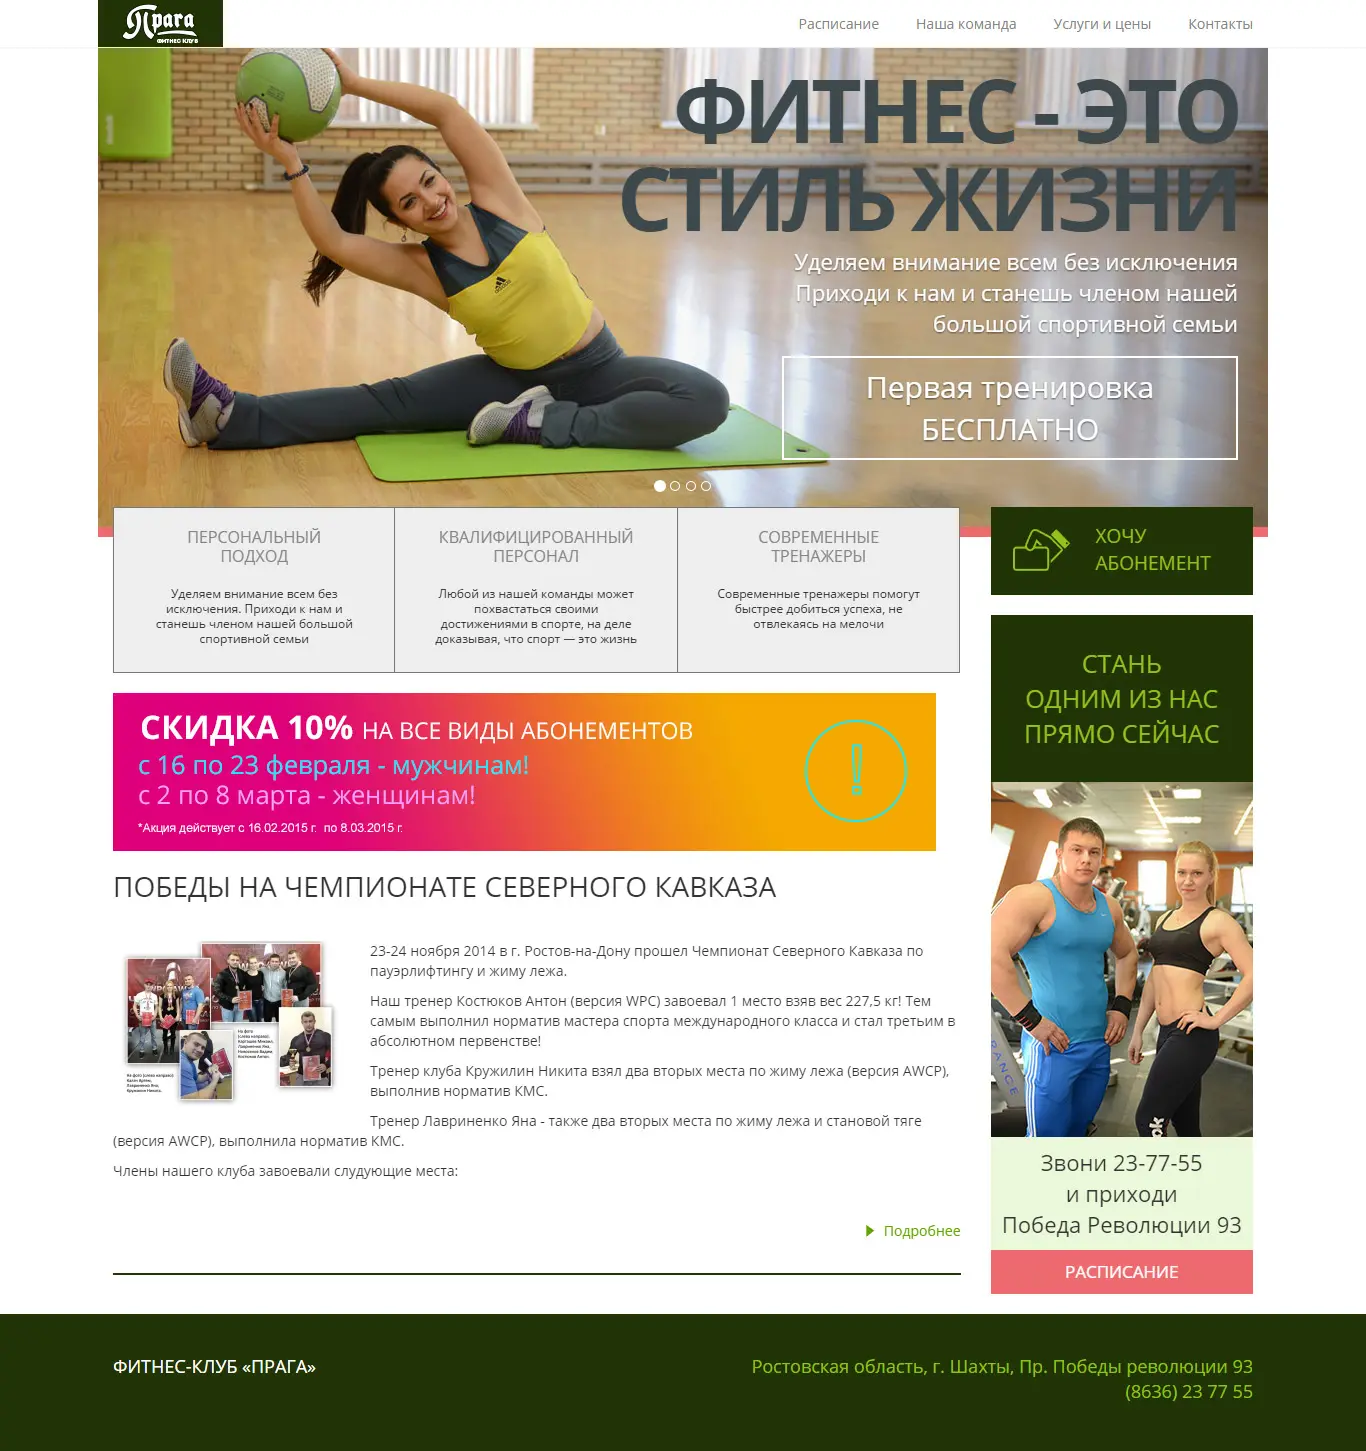 Прага
ФИТНЕС КЛУБ
Расписание
Наша команда
Услуги и цены
Контакты
ФИТНЕС - ЭТО
СТИЛЬ ЖИЗНИ
Уделяем внимание всем без исключения
Приходи к нам и станешь членом нашей
большой спортивной семьи
Первая тренировка
БЕСПЛАТНО
ПЕРСОНАЛЬНЫЙ
ПОДХОД
Уделяем внимание всем без
исключения. Приходи к нам и
станешь членом нашей большой
спортивной семьи
КВАЛИФИЦИРОВАННЫЙ
ПЕРСОНАЛ
Любой из нашей команды может
похвастаться своими
достижениями в спорте, на деле
доказывая, что спорт — это жизнь
СОВРЕМЕННЫЕ
ТРЕНАЖЕРЫ
Современные тренажеры помогут
быстрее добиться успеха, не
отвлекаясь на мелочи
ХОЧУ
АБОНЕМЕНТ
СТАНЬ
ОДНИМ ИЗ НАС
ПРЯМО СЕЙЧАС
СКИДКА 10% НА ВСЕ ВИДЫ АБОНЕМЕНТОВ
с 16 по 23 февраля - мужчинам!
с 2 по 8 марта - женщинам!
*Акция действует с 16.02.2015 г. по 8.03.2015 г.
ПОБЕДЫ НА ЧЕМПИОНАТЕ СЕВЕРНОГО КАВКАЗА
23-24 ноября 2014 в г. Ростов-на-Дону прошел Чемпионат Северного Кавказа по
пауэрлифтингу и жиму лежа.
Наш тренер Костюков Антон (версия WPC) завоевал 1 место взяв вес 227,5 кг! Тем
самым выполнил норматив мастера спорта международного класса и стал третьим в
абсолютном первенстве!
Тренер клуба Кружилин Никита взял два вторых места по жиму лежа (версия AWCP),
выполнив норматив КМС.
Тренер Лавриненко Яна - также два вторых места по жиму лежа и становой тяге
(версия AWCP), выполнила норматив КМС.
Члены нашего клуба завоевали слудующие места:
Подробнее
Звони 23-77-55
и приходи
Победа Революции 93
РАСПИСАНИЕ
ФИТНЕС-КЛУБ «ПРАГА»
Ростовская область, г. Шахты, Пр. Победы революции 93
(8636) 23 77 55